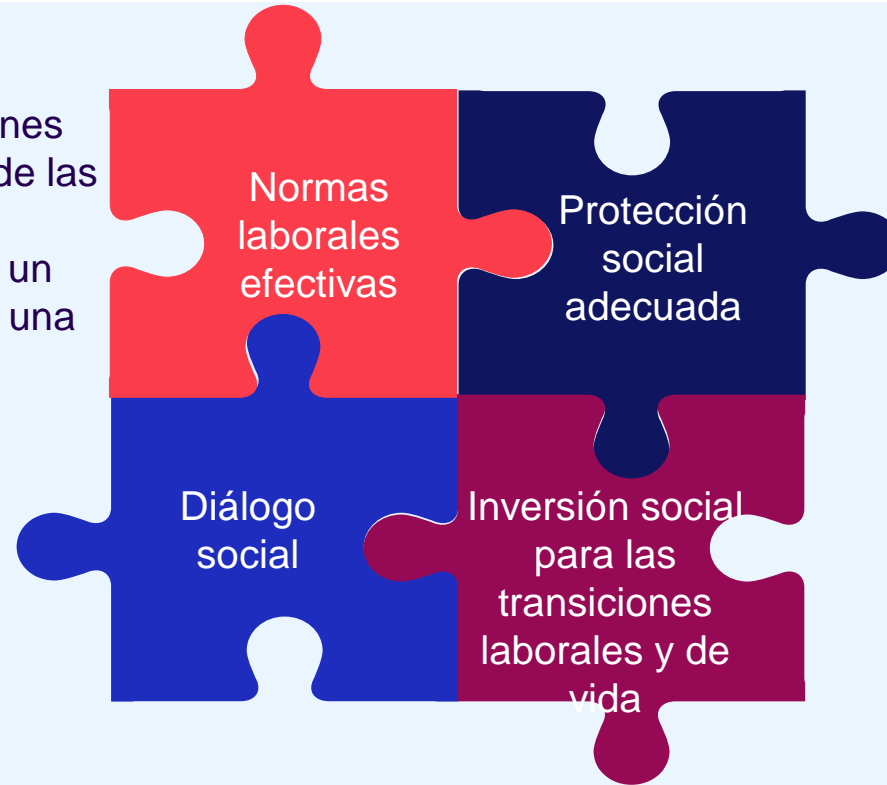 nes
de las
un
una
Normas
laborales
efectivas
Protección
social
adecuada
Diálogo
social
Inversión social
para las
transiciones
laborales y de
vida